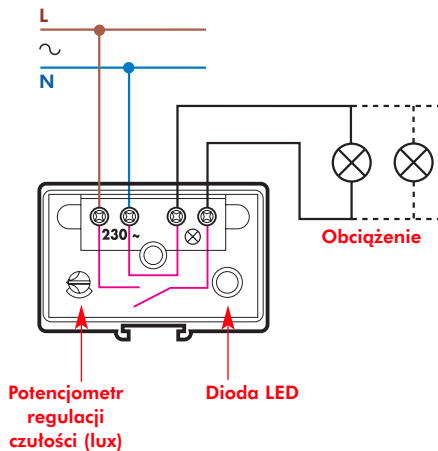 L
N
230 ~
Obciążenie
Potencjometr
regulacji
czułości (lux)
Dioda LED